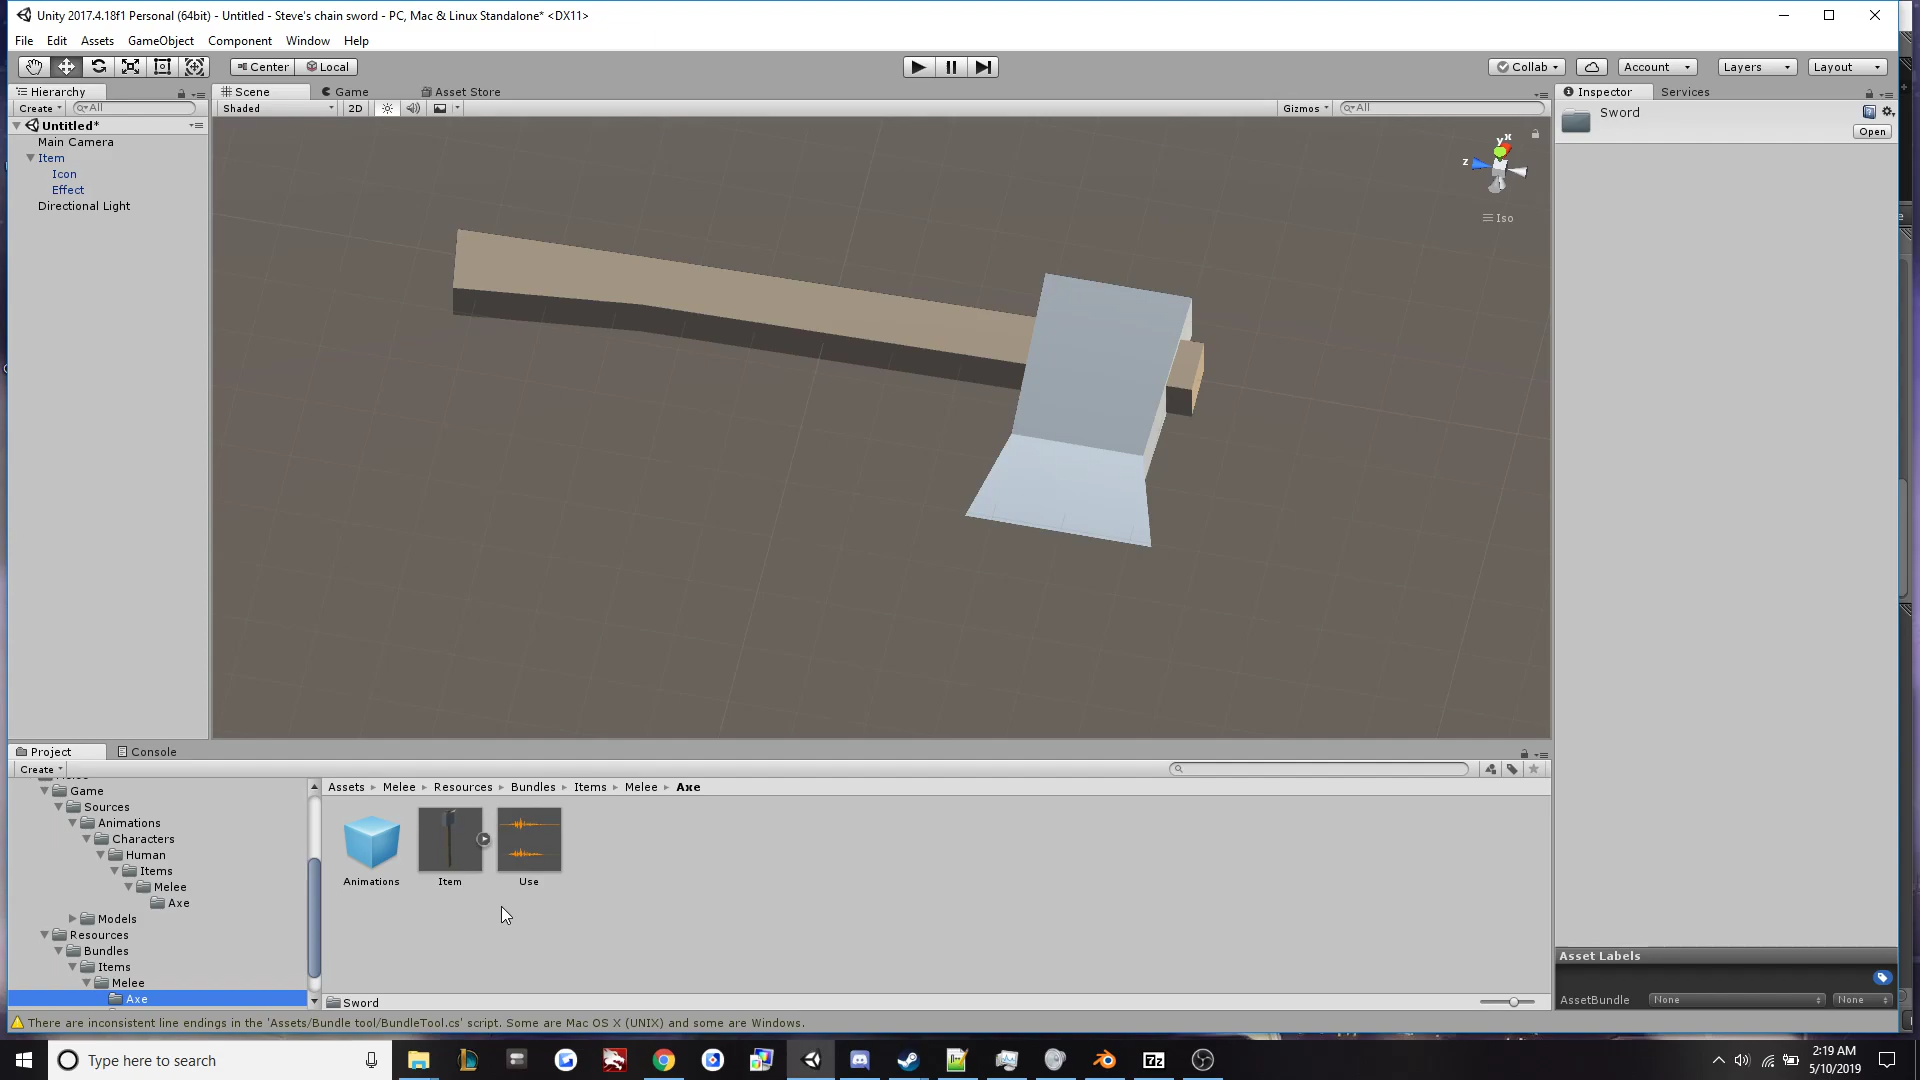 Unity 2017.4.18f1 Personal (64bit) - Untitled - Steve's chain sword - PC, Mac & Linux Standalone* <DX11>
File Edit Assets GameObject Component Window Help
Center Local Collab Account Layers Layout
Hierarchy
Create All
Untitled*
Main Camera
Item
Icon
Effect
Directional Light
Scene Game Asset Store
Shaded 2D Gizmos All
y x
z
Iso
Inspector Services
Sword
Open
Project Console
Create
Game
Sources
Animations
Characters
Human
Items
Melee
Axe
Models
Resources
Bundles
Items
Melee
Axe
Assets Melee Resources Bundles Items Melee Axe
Animations Item Use
Sword
Asset Labels
AssetBundle None None
There are inconsistent line endings in the 'Assets/Bundle tool/BundleTool.cs' script. Some are Mac OS X (UNIX) and some are Windows.
Type here to search
7z
2:19 AM
5/10/2019